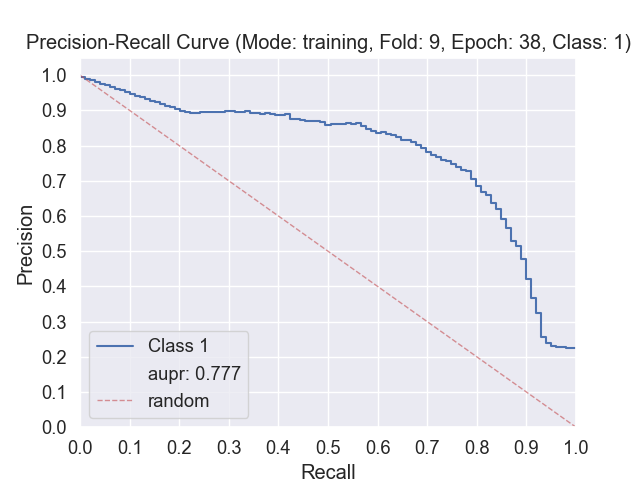 Precision-Recall Curve (Mode: training, Fold: 9, Epoch: 38, Class: 1)
1.0
0.9
0.8
0.7
0.6
0.5
0.4
0.3
0.2
0.1
0.0
Precision
Class 1
aupr: 0.777
random
0.0 0.1 0.2 0.3 0.4 0.5 0.6 0.7 0.8 0.9 1.0
Recall